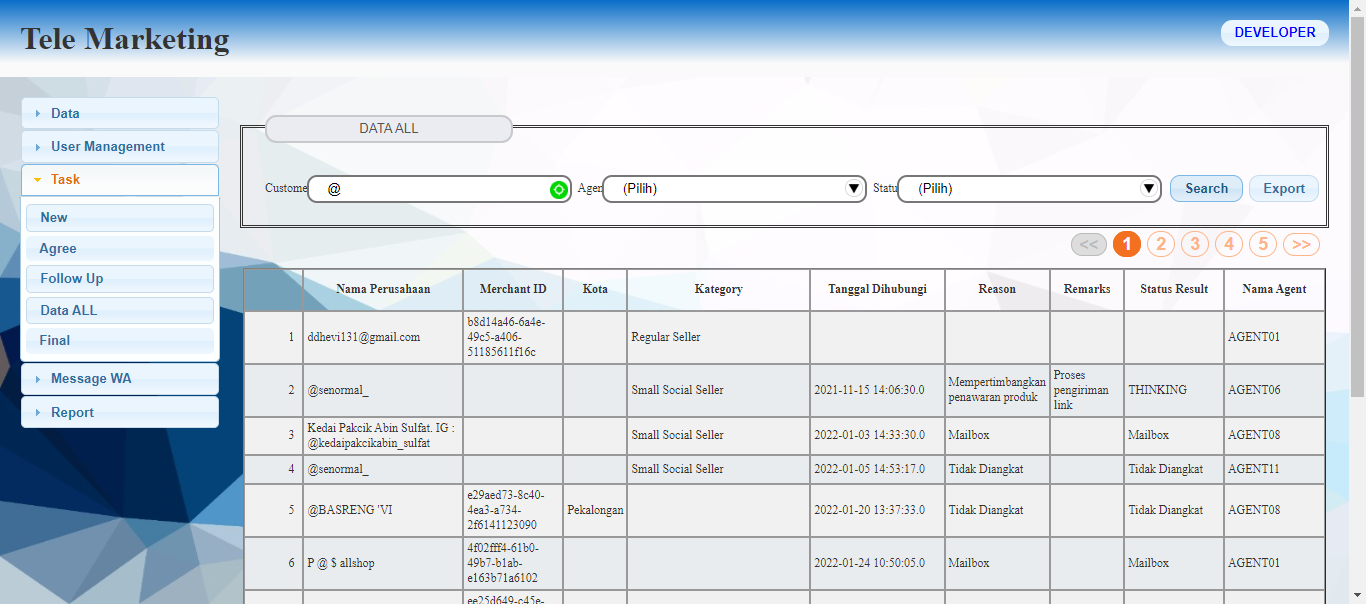 Tele Marketing
DEVELOPER
Data
User Management
Task
New
Agree
Follow Up
Data ALL
Final
Message WA
Report
DATA ALL
Custome @ Agen (Pilih) Statu (Pilih) Search Export
<< 1 2 3 4 5 >>
Nama Perusahaan Merchant ID Kota Kategory Tanggal Dihubungi Reason Remarks Status Result Nama Agent
1 ddhevi131@gmail.com b8d14a46-6a4e-
49c5-a406-
51185611f16c Regular Seller AGENT01
2 @senormal_ Small Social Seller 2021-11-15 14:06:30.0 Mempertimbangkan
penawaran produk Proses
pengiriman
link THINKING AGENT06
3 Kedai Pakcik Abin Sulfat. IG :
@kedaipakcikabin_sulfat Small Social Seller 2022-01-03 14:33:30.0 Mailbox Mailbox AGENT08
4 @senormal_ Small Social Seller 2022-01-05 14:53:17.0 Tidak Diangkat Tidak Diangkat AGENT11
5 @BASRENG 'VI e29aed73-8c40-
4ea3-a734-
2f6141123090 Pekalongan 2022-01-20 13:37:33.0 Tidak Diangkat Tidak Diangkat AGENT08
6 P @ $ allshop 4f02fff4-61b0-
49b7-b1ab-
e163b71a6102 2022-01-24 10:50:05.0 Mailbox Mailbox AGENT01
ee25d649-c45e-